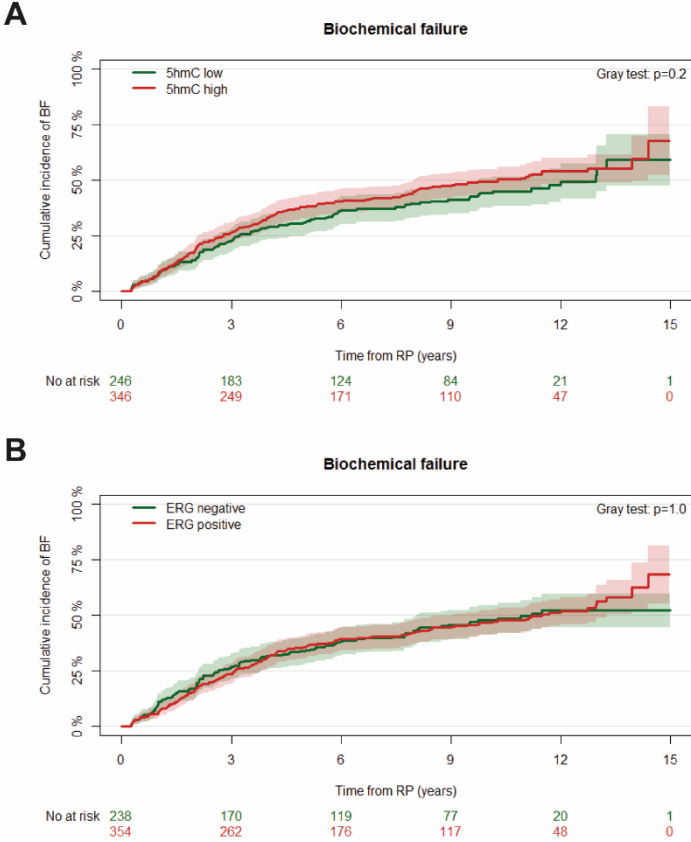 A
Biochemical failure
5hmC low
5hmC high
Gray test: p=0.2
Cumulative incidence of BF
100 %
75 %
50 %
25 %
0 %
0 3 6 9 12 15
Time from RP (years)
No at risk 246 183 124 84 21 1
346 249 171 110 47 0
B
Biochemical failure
ERG negative
ERG positive
Gray test: p=1.0
Cumulative incidence of BF
100 %
75 %
50 %
25 %
0 %
0 3 6 9 12 15
Time from RP (years)
No at risk 238 170 119 77 20 1
354 262 176 117 48 0